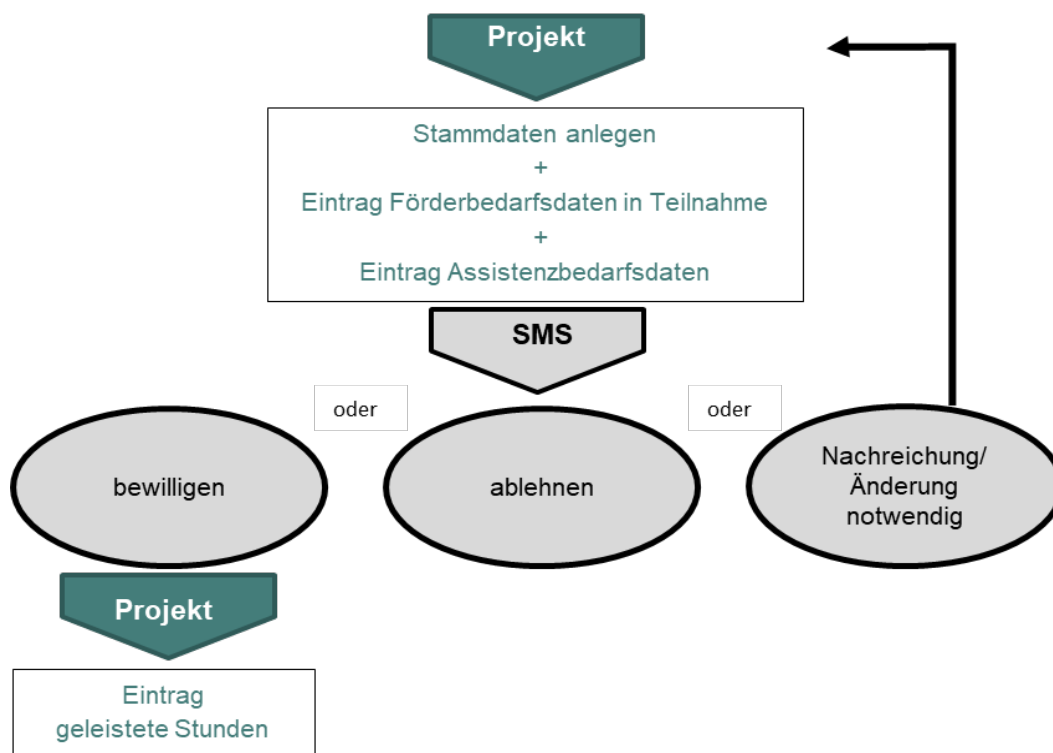 Projekt
Stammdaten anlegen
+
Eintrag Förderbedarfsdaten in Teilnahme
+
Eintrag Assistenzbedarfsdaten
SMS
oder
oder
bewilligen
ablehnen
Nachreichung/
Änderung
notwendig
Projekt
Eintrag
geleistete Stunden